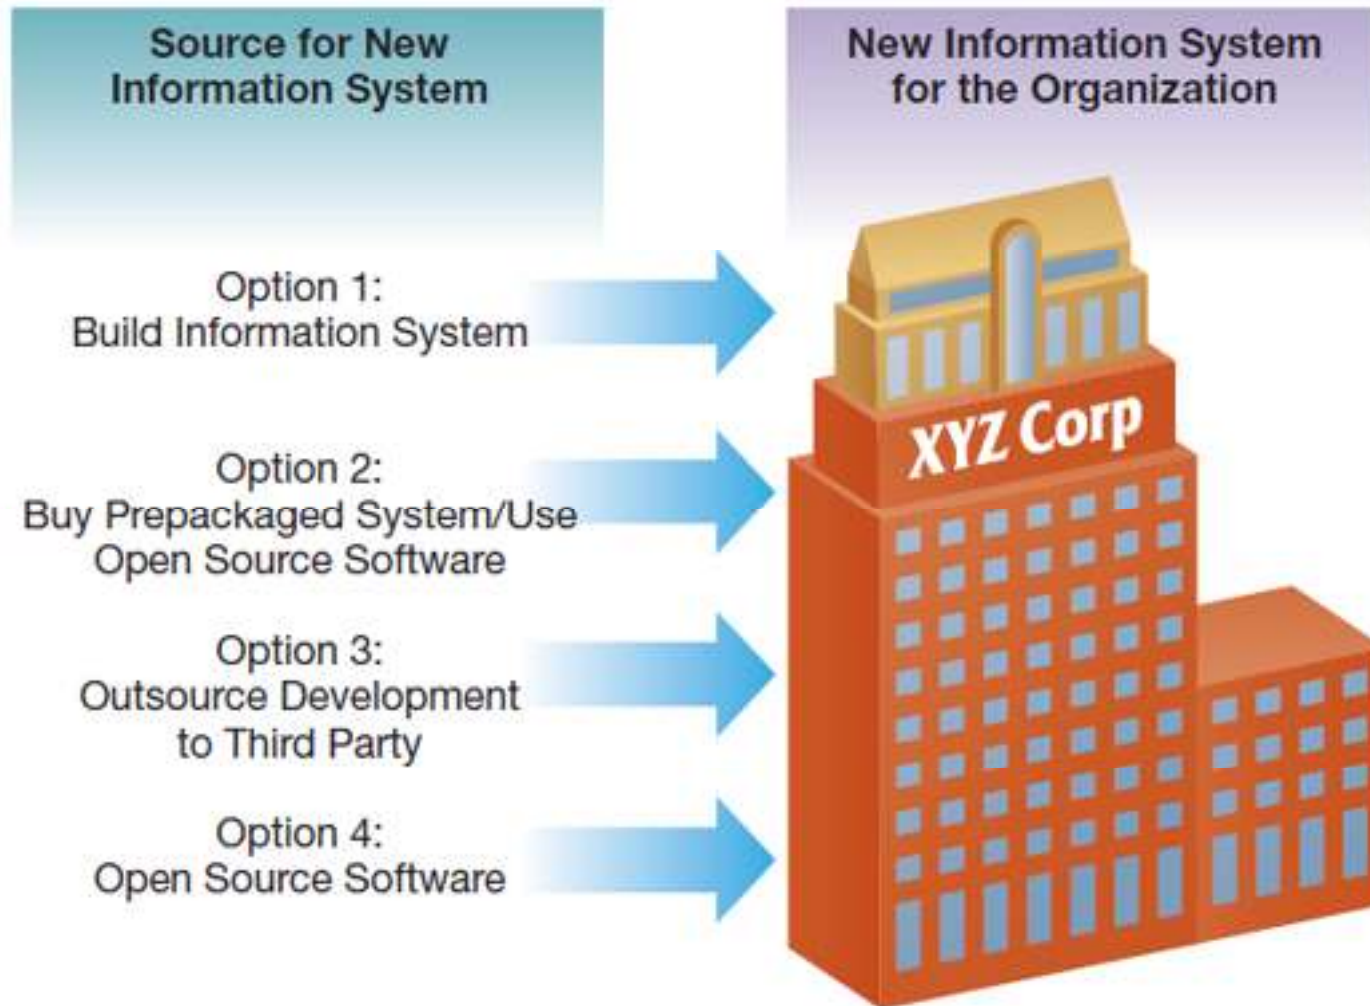 Source for New
Information System
New Information System
for the Organization
Option 1:
Build Information System
Option 2:
Buy Prepackaged System/Use
Open Source Software
Option 3:
Outsource Development
to Third Party
Option 4:
Open Source Software
XYZ Corp